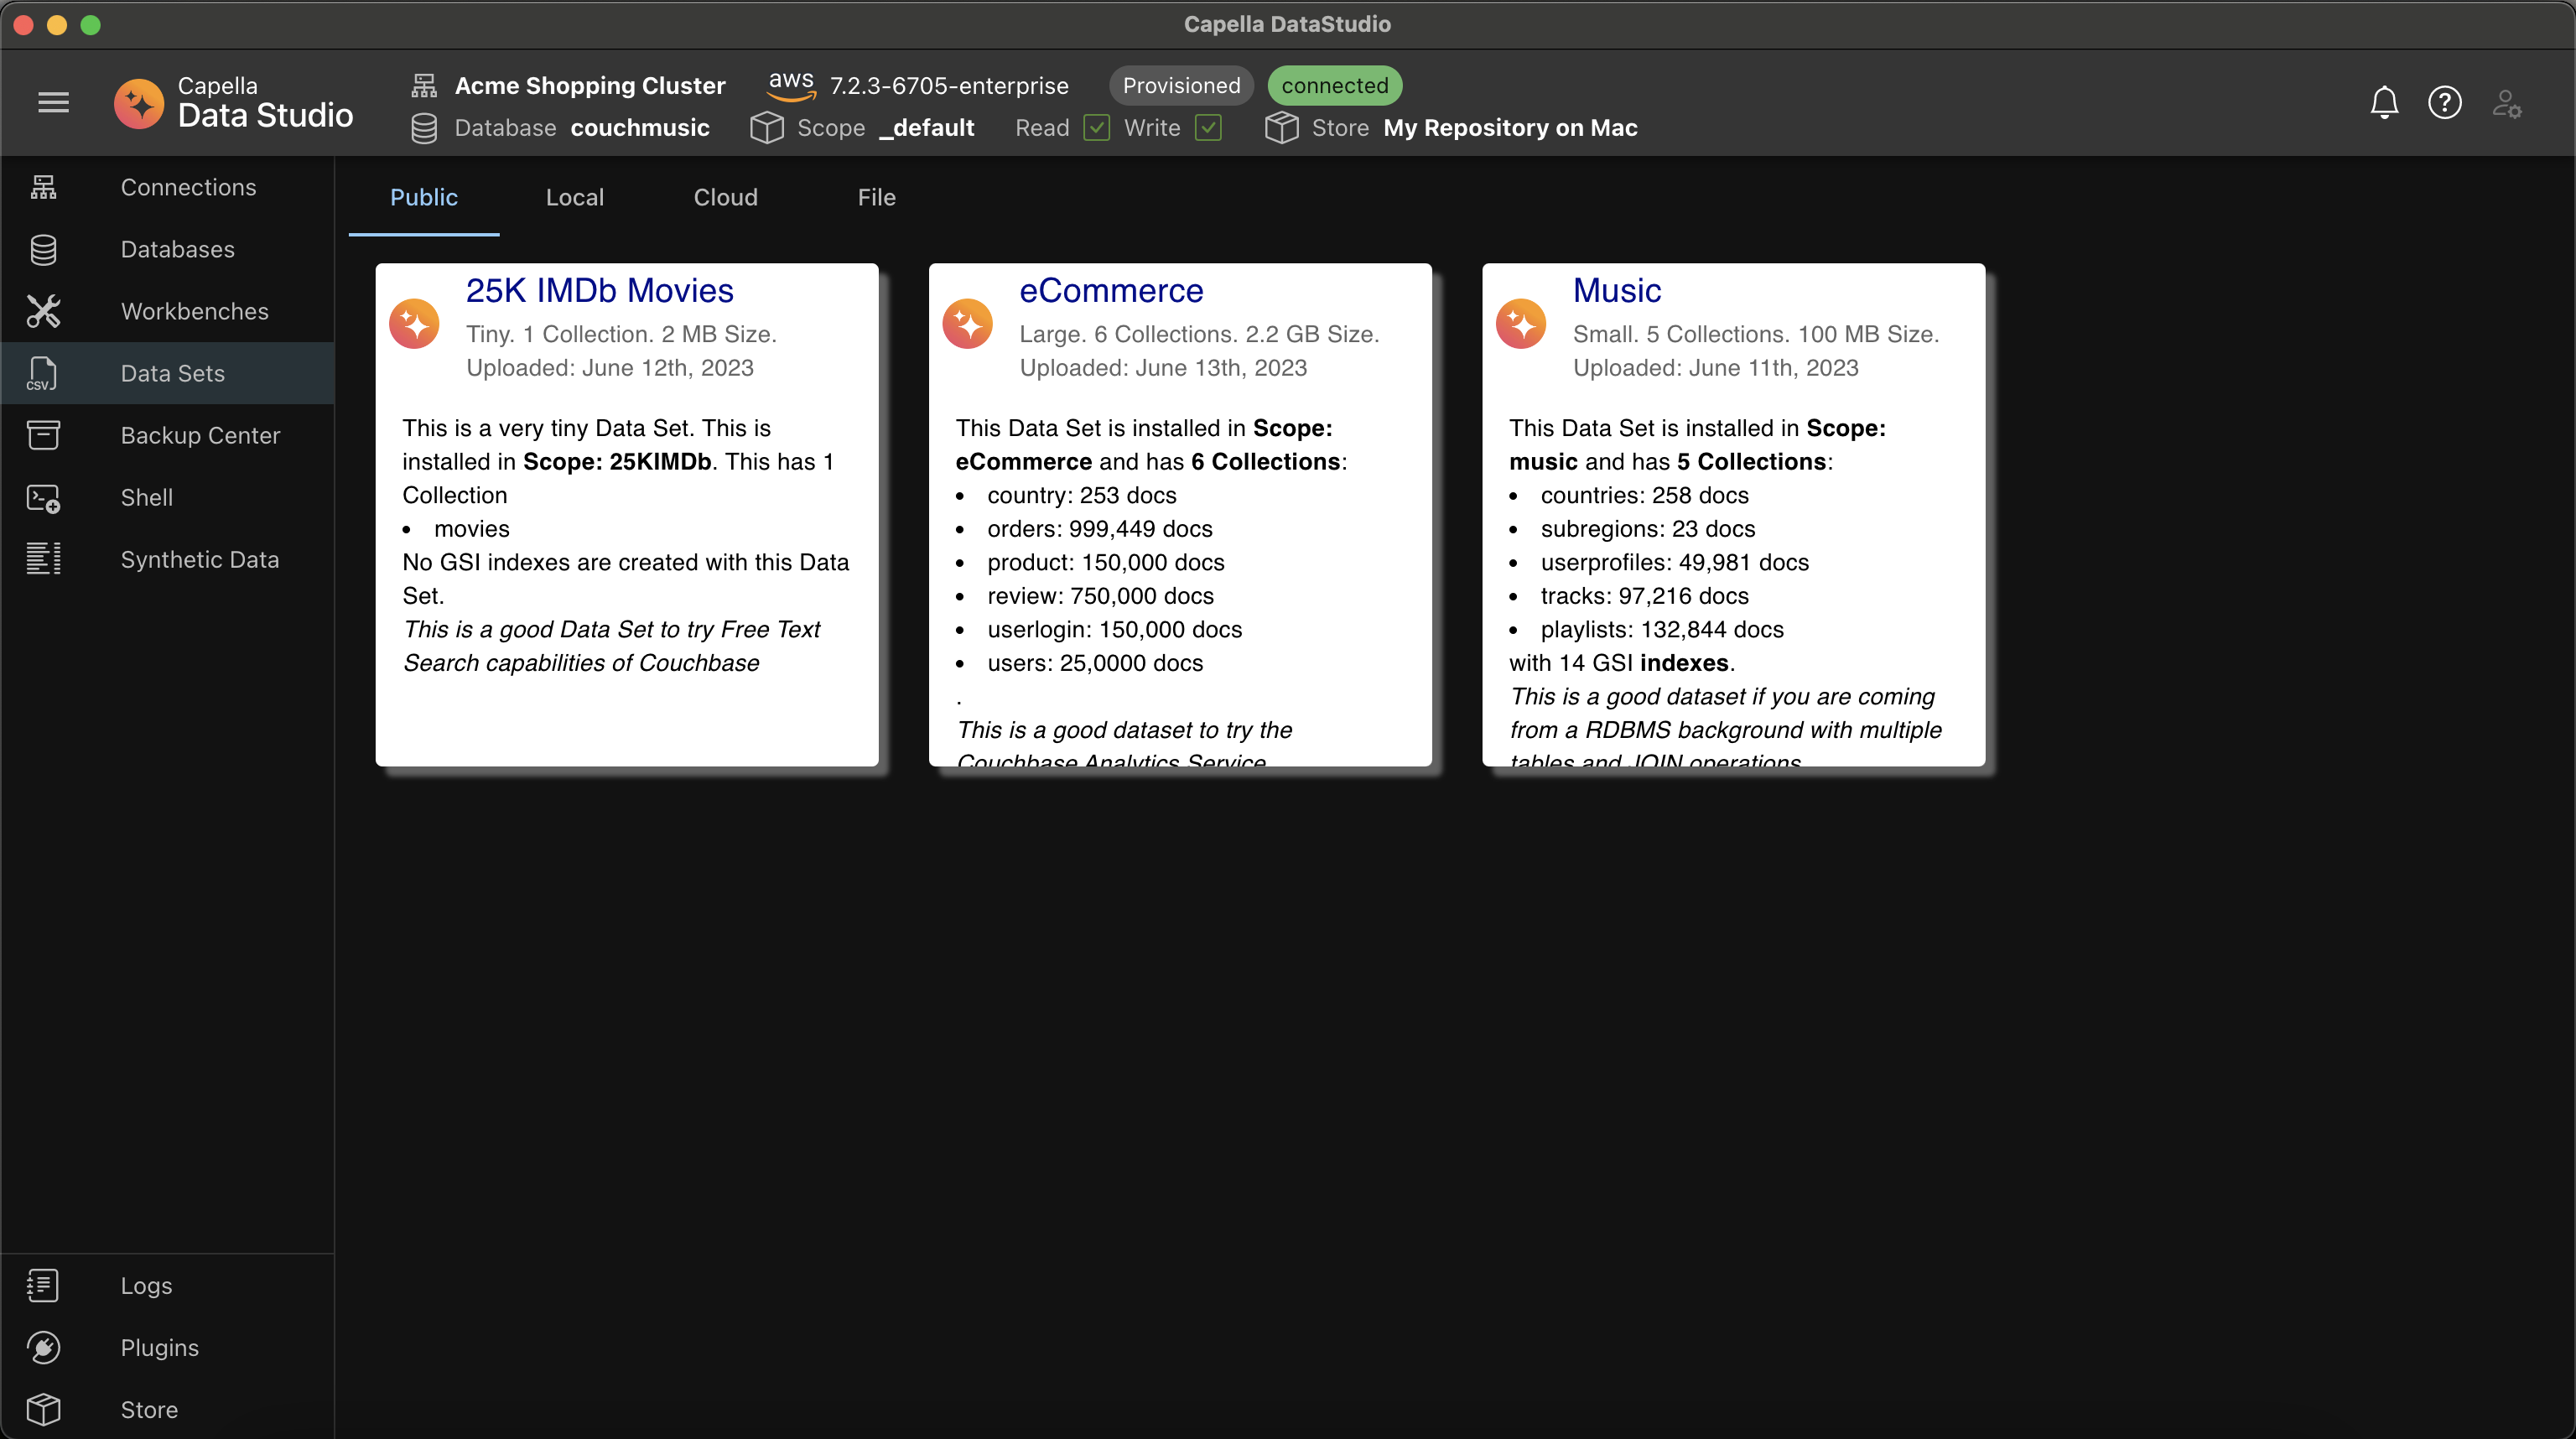 Capella DataStudio
Capella
Data Studio
Acme Shopping Cluster aws 7.2.3-6705-enterprise Provisioned connected
Database couchmusic Scope _default Read Write Store My Repository on Mac
Connections
Databases
Workbenches
CSV Data Sets
Backup Center
Shell
Synthetic Data
Logs
Plugins
Store
Public Local Cloud File
25K IMDb Movies
Tiny. 1 Collection. 2 MB Size.
Uploaded: June 12th, 2023
This is a very tiny Data Set. This is
installed in Scope: 25KIMDb. This has 1
Collection
• movies
No GSI indexes are created with this Data
Set.
This is a good Data Set to try Free Text
Search capabilities of Couchbase
eCommerce
Large. 6 Collections. 2.2 GB Size.
Uploaded: June 13th, 2023
This Data Set is installed in Scope:
eCommerce and has 6 Collections:
• country: 253 docs
• orders: 999,449 docs
• product: 150,000 docs
• review: 750,000 docs
• userlogin: 150,000 docs
• users: 25,0000 docs
.
This is a good dataset to try the
Couchbase Analytics Service
Music
Small. 5 Collections. 100 MB Size.
Uploaded: June 11th, 2023
This Data Set is installed in Scope:
music and has 5 Collections:
• countries: 258 docs
• subregions: 23 docs
• userprofiles: 49,981 docs
• tracks: 97,216 docs
• playlists: 132,844 docs
with 14 GSI indexes.
This is a good dataset if you are coming
from a RDBMS background with multiple
tables and JOIN operations